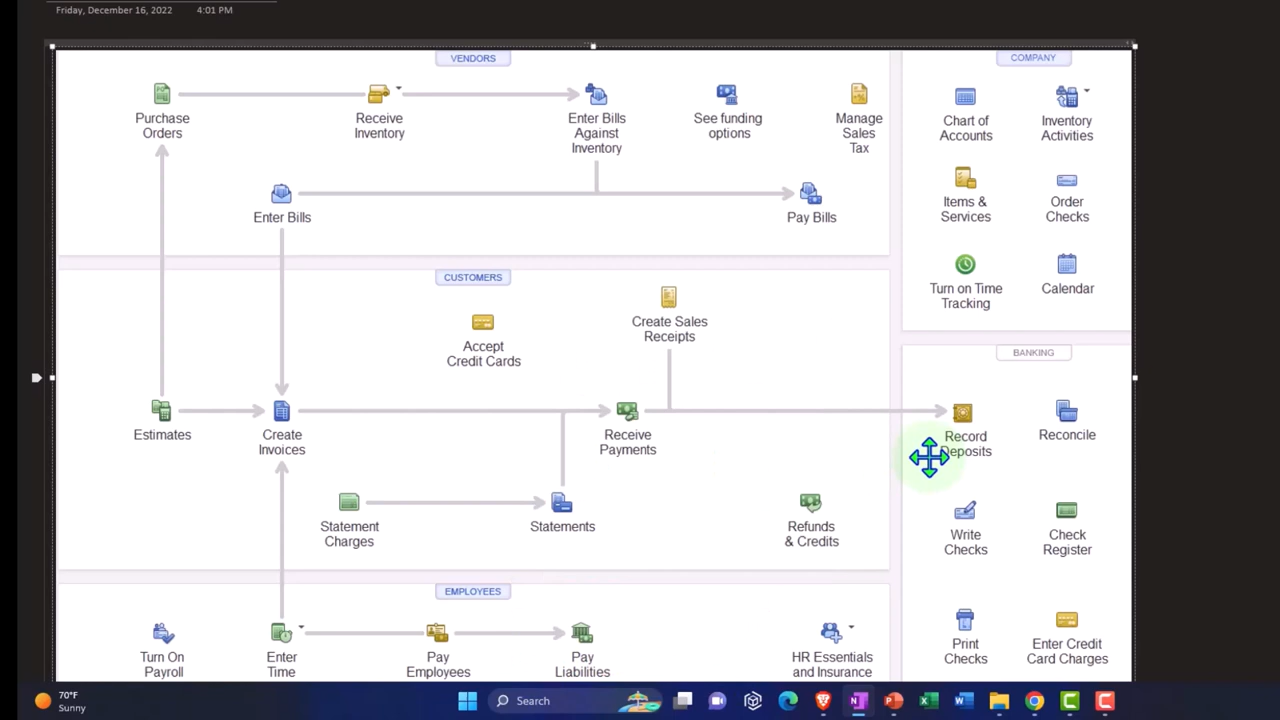 Friday, December 16, 2022 4:01 PM
VENDORS
Purchase
Orders
Receive
Inventory
Enter Bills
Against
Inventory
See funding
options
Manage
Sales
Tax
Enter Bills
Pay Bills
COMPANY
Chart of
Accounts
Inventory
Activities
Items &
Services
Order
Checks
Turn on Time
Tracking
Calendar
CUSTOMERS
Create Sales
Receipts
Accept
Credit Cards
Estimates
Create
Invoices
Receive
Payments
Statement
Charges
Statements
Refunds
& Credits
BANKING
Record
Deposits
Reconcile
Write
Checks
Check
Register
Print
Checks
Enter Credit
Card Charges
EMPLOYEES
Turn On
Payroll
Enter
Time
Pay
Employees
Pay
Liabilities
HR Essentials
and Insurance
70°F
Sunny
Search